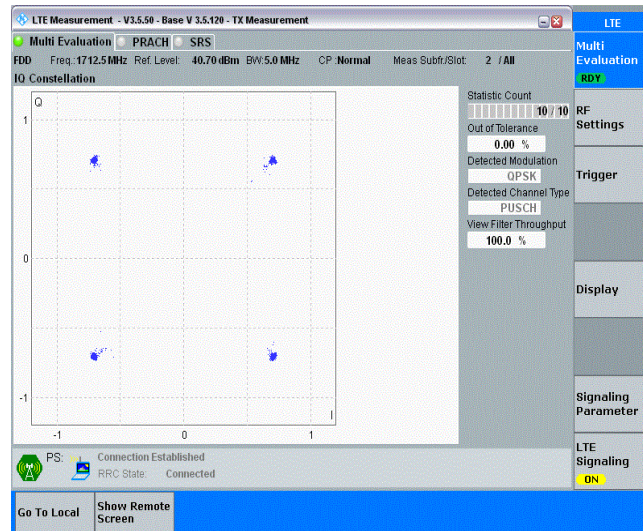 LTE Measurement - V3.5.50 - Base V 3.5.120 - TX Measurement
LTE
Multi Evaluation PRACH SRS
Multi
Evaluation
RDY
FDD Freq.:1712.5 MHz Ref. Level: 40.70 dBm BW:5.0 MHz CP :Normal Meas Subfr./Slot: 2 / All
IQ Constellation
Statistic Count
10 / 10
Out of Tolerance
0.00 %
Detected Modulation
QPSK
Detected Channel Type
PUSCH
View Filter Throughput
100.0 %
RF
Settings
Trigger
Display
Signaling
Parameter
LTE
Signaling
ON
Q
1
0
-1
I
-1 0 1
PS: Connection Established
RRC State: Connected
Go To Local
Show Remote
Screen